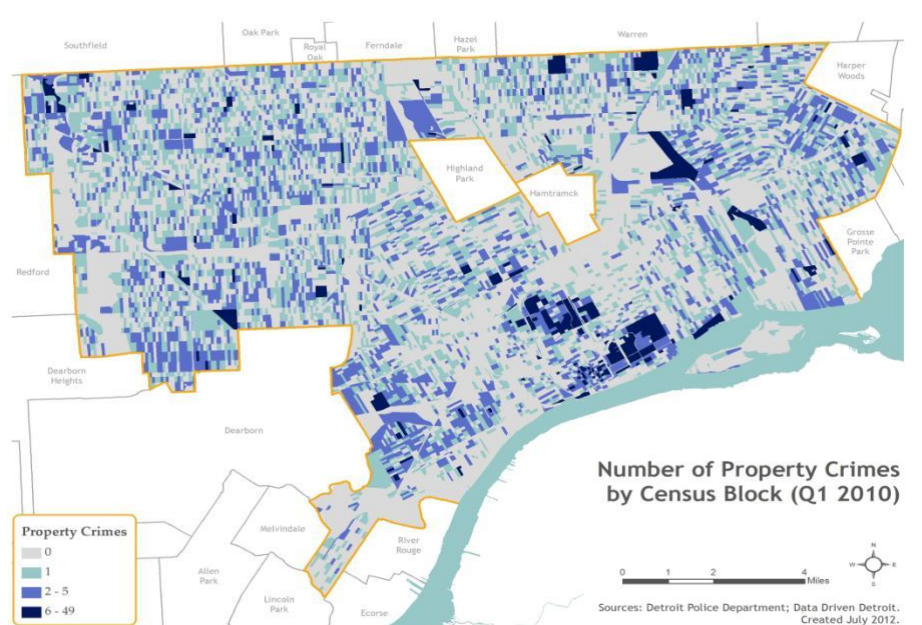 Southfield
Oak Park
Royal
Oak
Ferndale
Hazel
Park
Warren
Harper
Woods
Highland
Park
Hamtramck
Grosse
Pointe
Park
Redford
Dearborn
Heights
Dearborn
Melvindale
River
Rouge
Allen
Park
Lincoln
Park
Ecorse
Number of Property Crimes
by Census Block (Q1 2010)
Property Crimes
0
1
2 - 5
6 - 49
N
W E
S
0 1 2 4
Miles
Sources: Detroit Police Department; Data Driven Detroit.
Created July 2012.